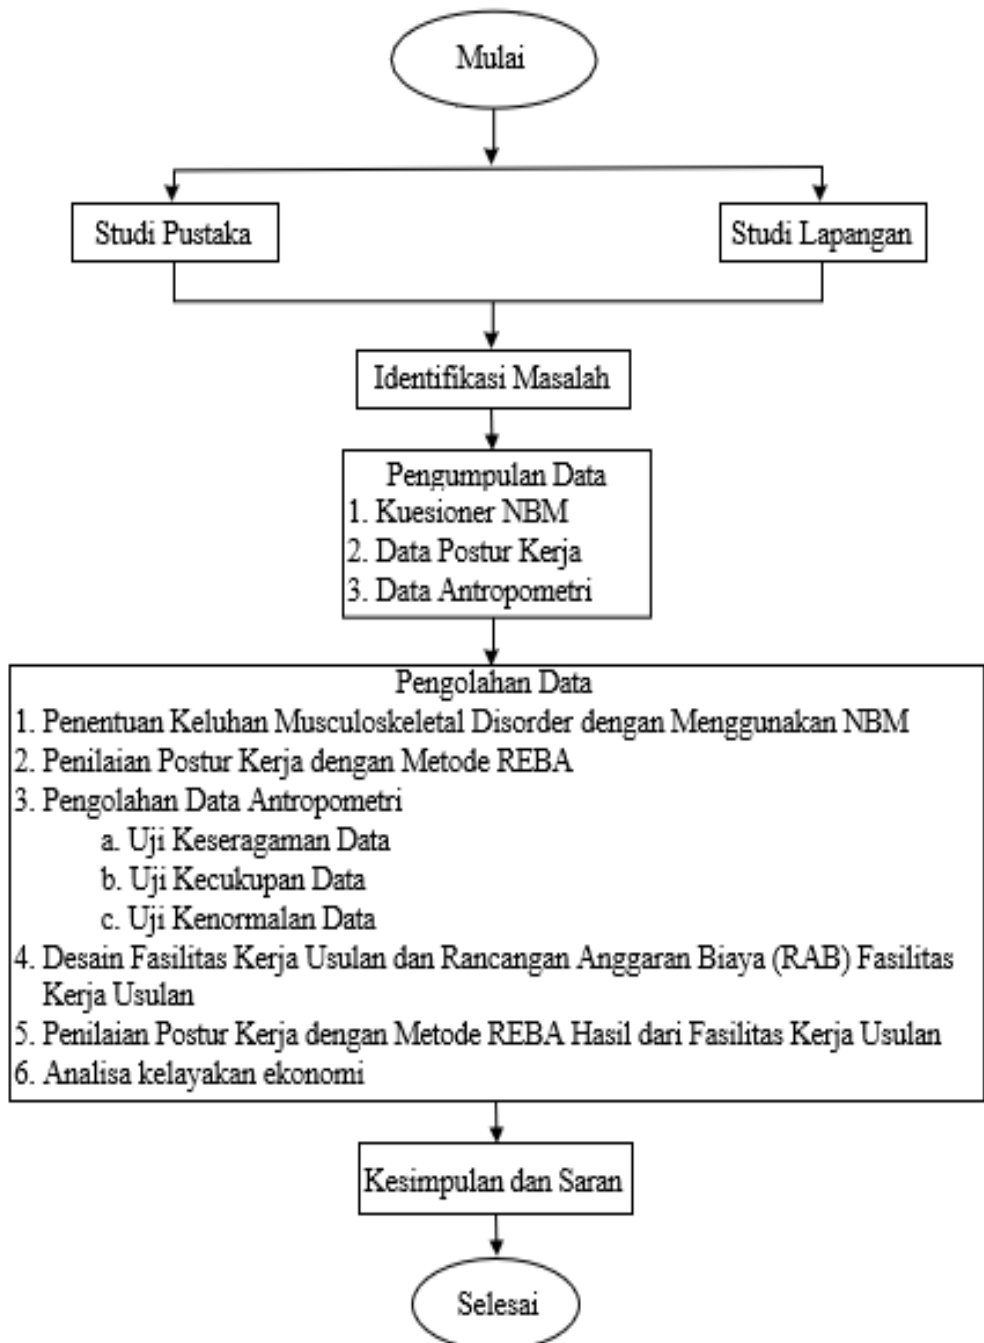 Mulai
Studi Pustaka
Studi Lapangan
Identifikasi Masalah
Pengumpulan Data
1. Kuesioner NBM
2. Data Postur Kerja
3. Data Antropometri
Pengolahan Data
1. Penentuan Keluhan Musculoskeletal Disorder dengan Menggunakan NBM
2. Penilaian Postur Kerja dengan Metode REBA
3. Pengolahan Data Antropometri
a. Uji Keseragaman Data
b. Uji Kecukupan Data
c. Uji Kenormalan Data
4. Desain Fasilitas Kerja Usulan dan Rancangan Anggaran Biaya (RAB) Fasilitas
Kerja Usulan
5. Penilaian Postur Kerja dengan Metode REBA Hasil dari Fasilitas Kerja Usulan
6. Analisa kelayakan ekonomi
Kesimpulan dan Saran
Selesai